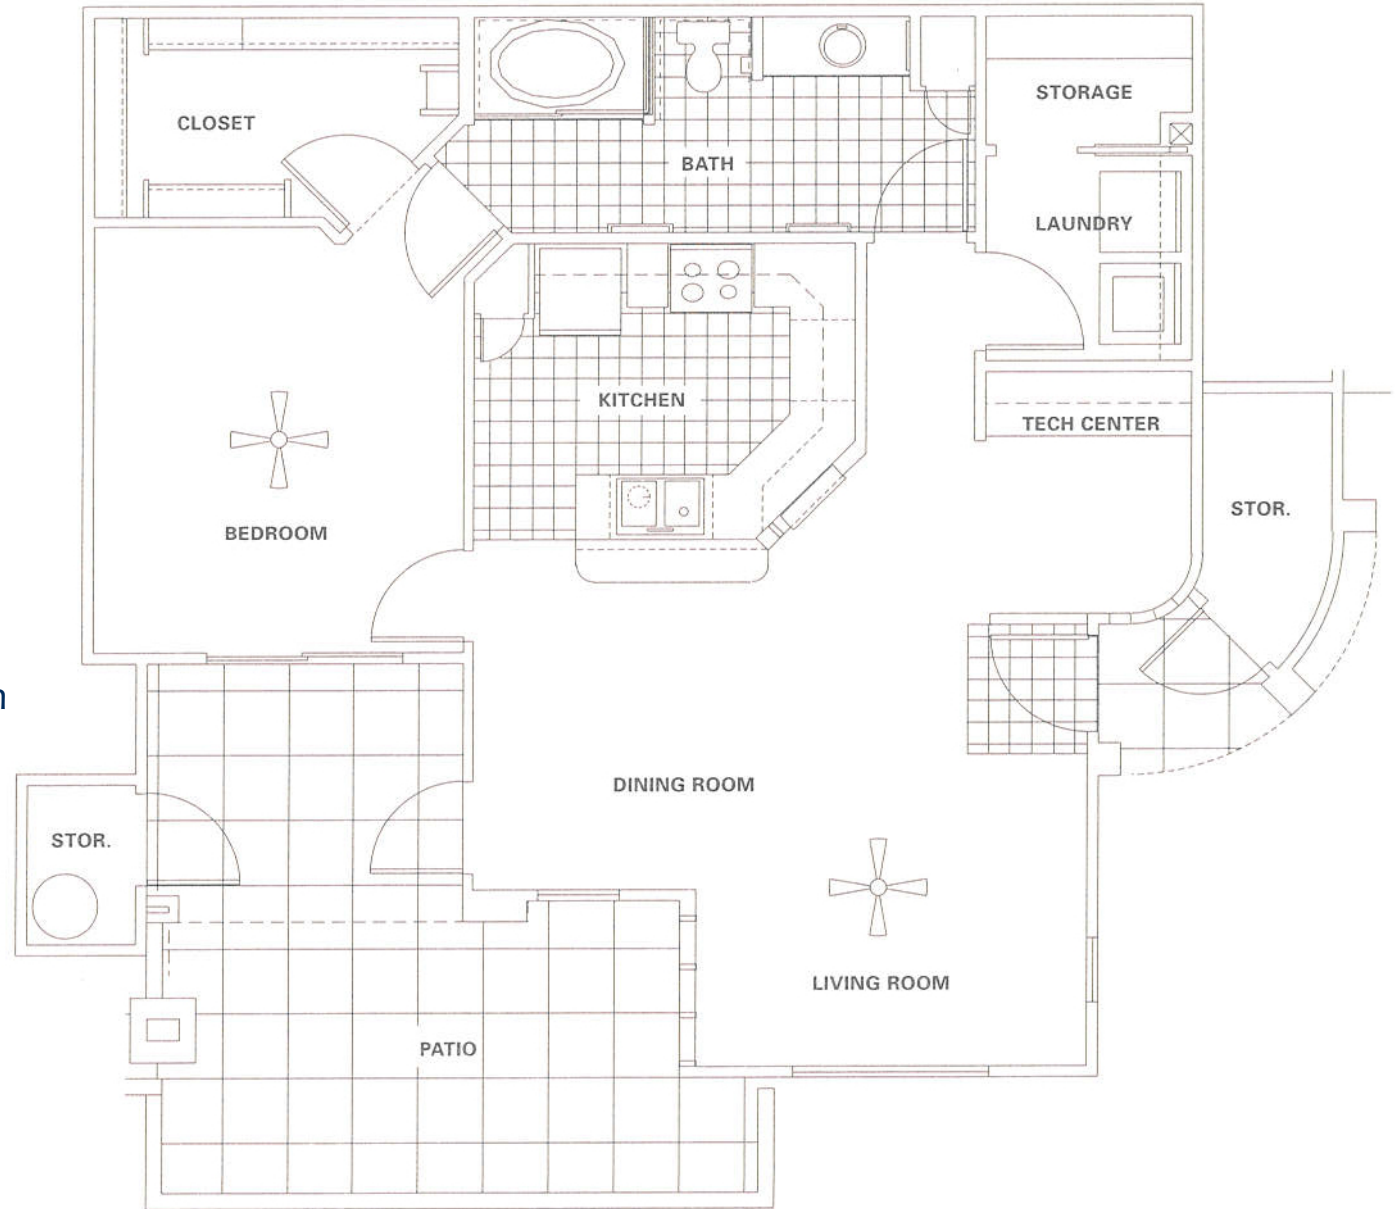 STORAGE
CLOSET
BATH
LAUNDRY
KITCHEN
TECH CENTER
STOR.
BEDROOM
n
DINING ROOM
STOR.
LIVING ROOM
PATIO